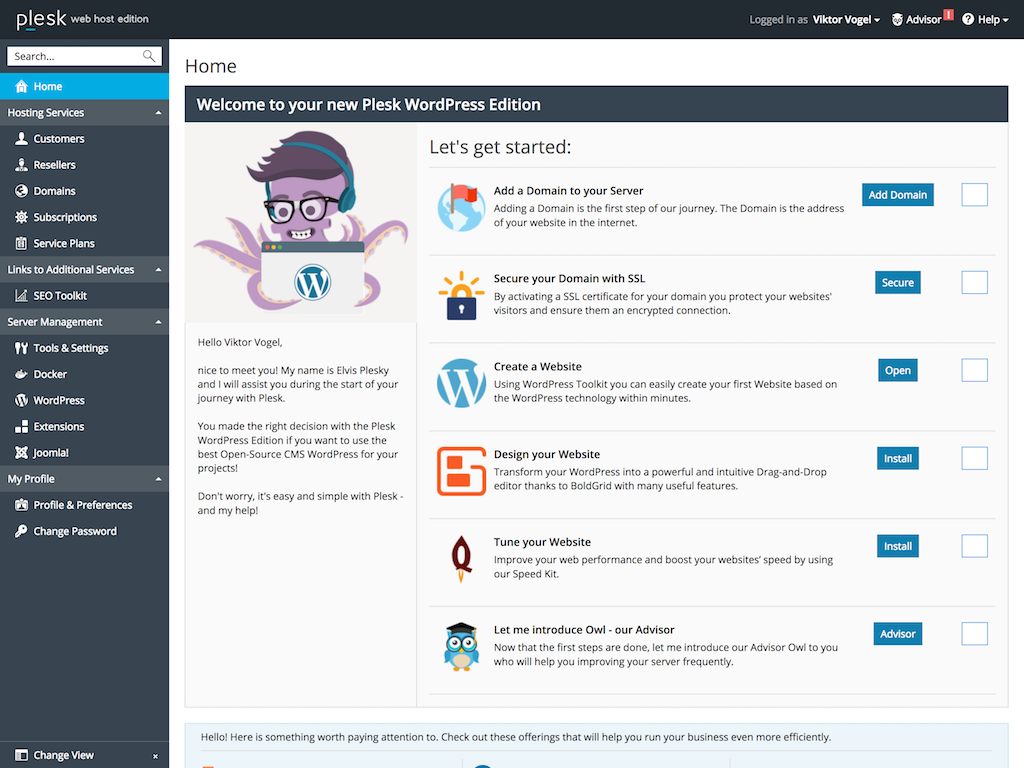 plesk web host edition
Logged in as Viktor Vogel
Advisor
!
Help
Search...
Home
Hosting Services
Customers
Resellers
Domains
Subscriptions
Service Plans
Links to Additional Services
SEO Toolkit
Server Management
Tools & Settings
Docker
WordPress
Extensions
Joomla!
My Profile
Profile & Preferences
Change Password
Change View
Home
Welcome to your new Plesk WordPress Edition
Hello Viktor Vogel,
nice to meet you! My name is Elvis Plesky
and I will assist you during the start of your
journey with Plesk.
You made the right decision with the Plesk
WordPress Edition if you want to use the
best Open-Source CMS WordPress for your
projects!
Don't worry, it's easy and simple with Plesk -
and my help!
Let's get started:
Add a Domain to your Server
Adding a Domain is the first step of our journey. The Domain is the address
of your website in the internet.
Add Domain
Secure your Domain with SSL
By activating a SSL certificate for your domain you protect your websites'
visitors and ensure them an encrypted connection.
Secure
Create a Website
Using WordPress Toolkit you can easily create your first Website based on
the WordPress technology within minutes.
Open
Design your Website
Transform your WordPress into a powerful and intuitive Drag-and-Drop
editor thanks to BoldGrid with many useful features.
Install
Tune your Website
Improve your web performance and boost your websites’ speed by using
our Speed Kit.
Install
Let me introduce Owl - our Advisor
Now that the first steps are done, let me introduce our Advisor Owl to you
who will help you improving your server frequently.
Advisor
Hello! Here is something worth paying attention to. Check out these offerings that will help you run your business even more efficiently.